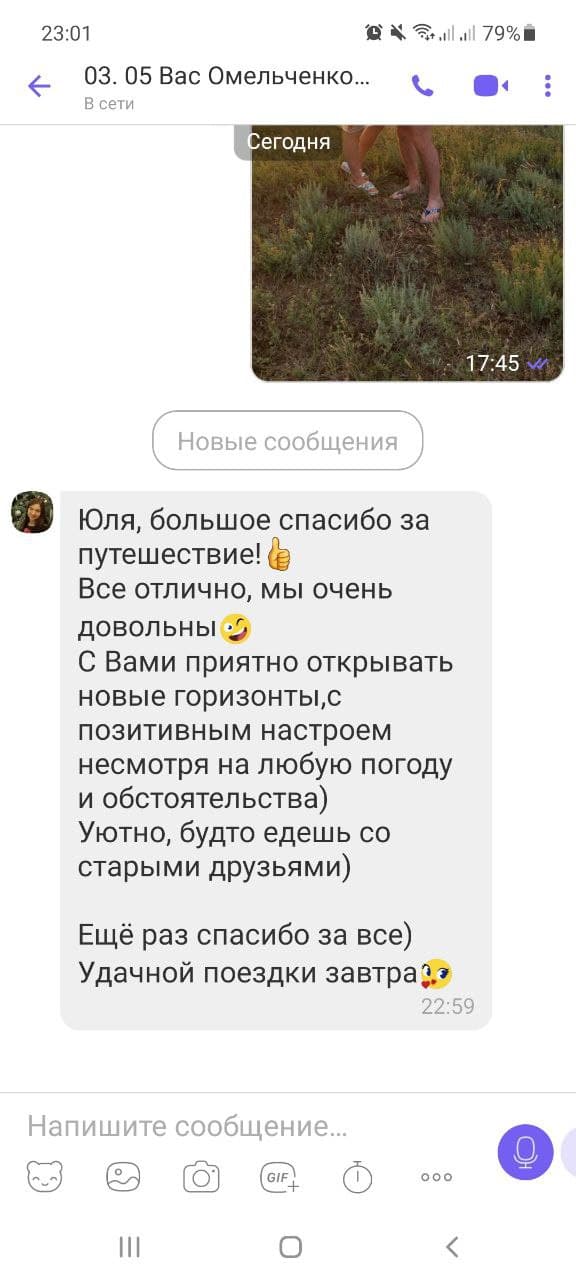 23:01
79%
03. 05 Вас Омельченко...
В сети
Сегодня
17:45
Новые сообщения
Юля, большое спасибо за
путешествие!👍
Все отлично, мы очень
довольны🤪
С Вами приятно открывать
новые горизонты,с
позитивным настроем
несмотря на любую погоду
и обстоятельства)
Уютно, будто едешь со
старыми друзьями)
Ещё раз спасибо за все)
Удачной поездки завтра😘
22:59
Напишите сообщение...
GIF